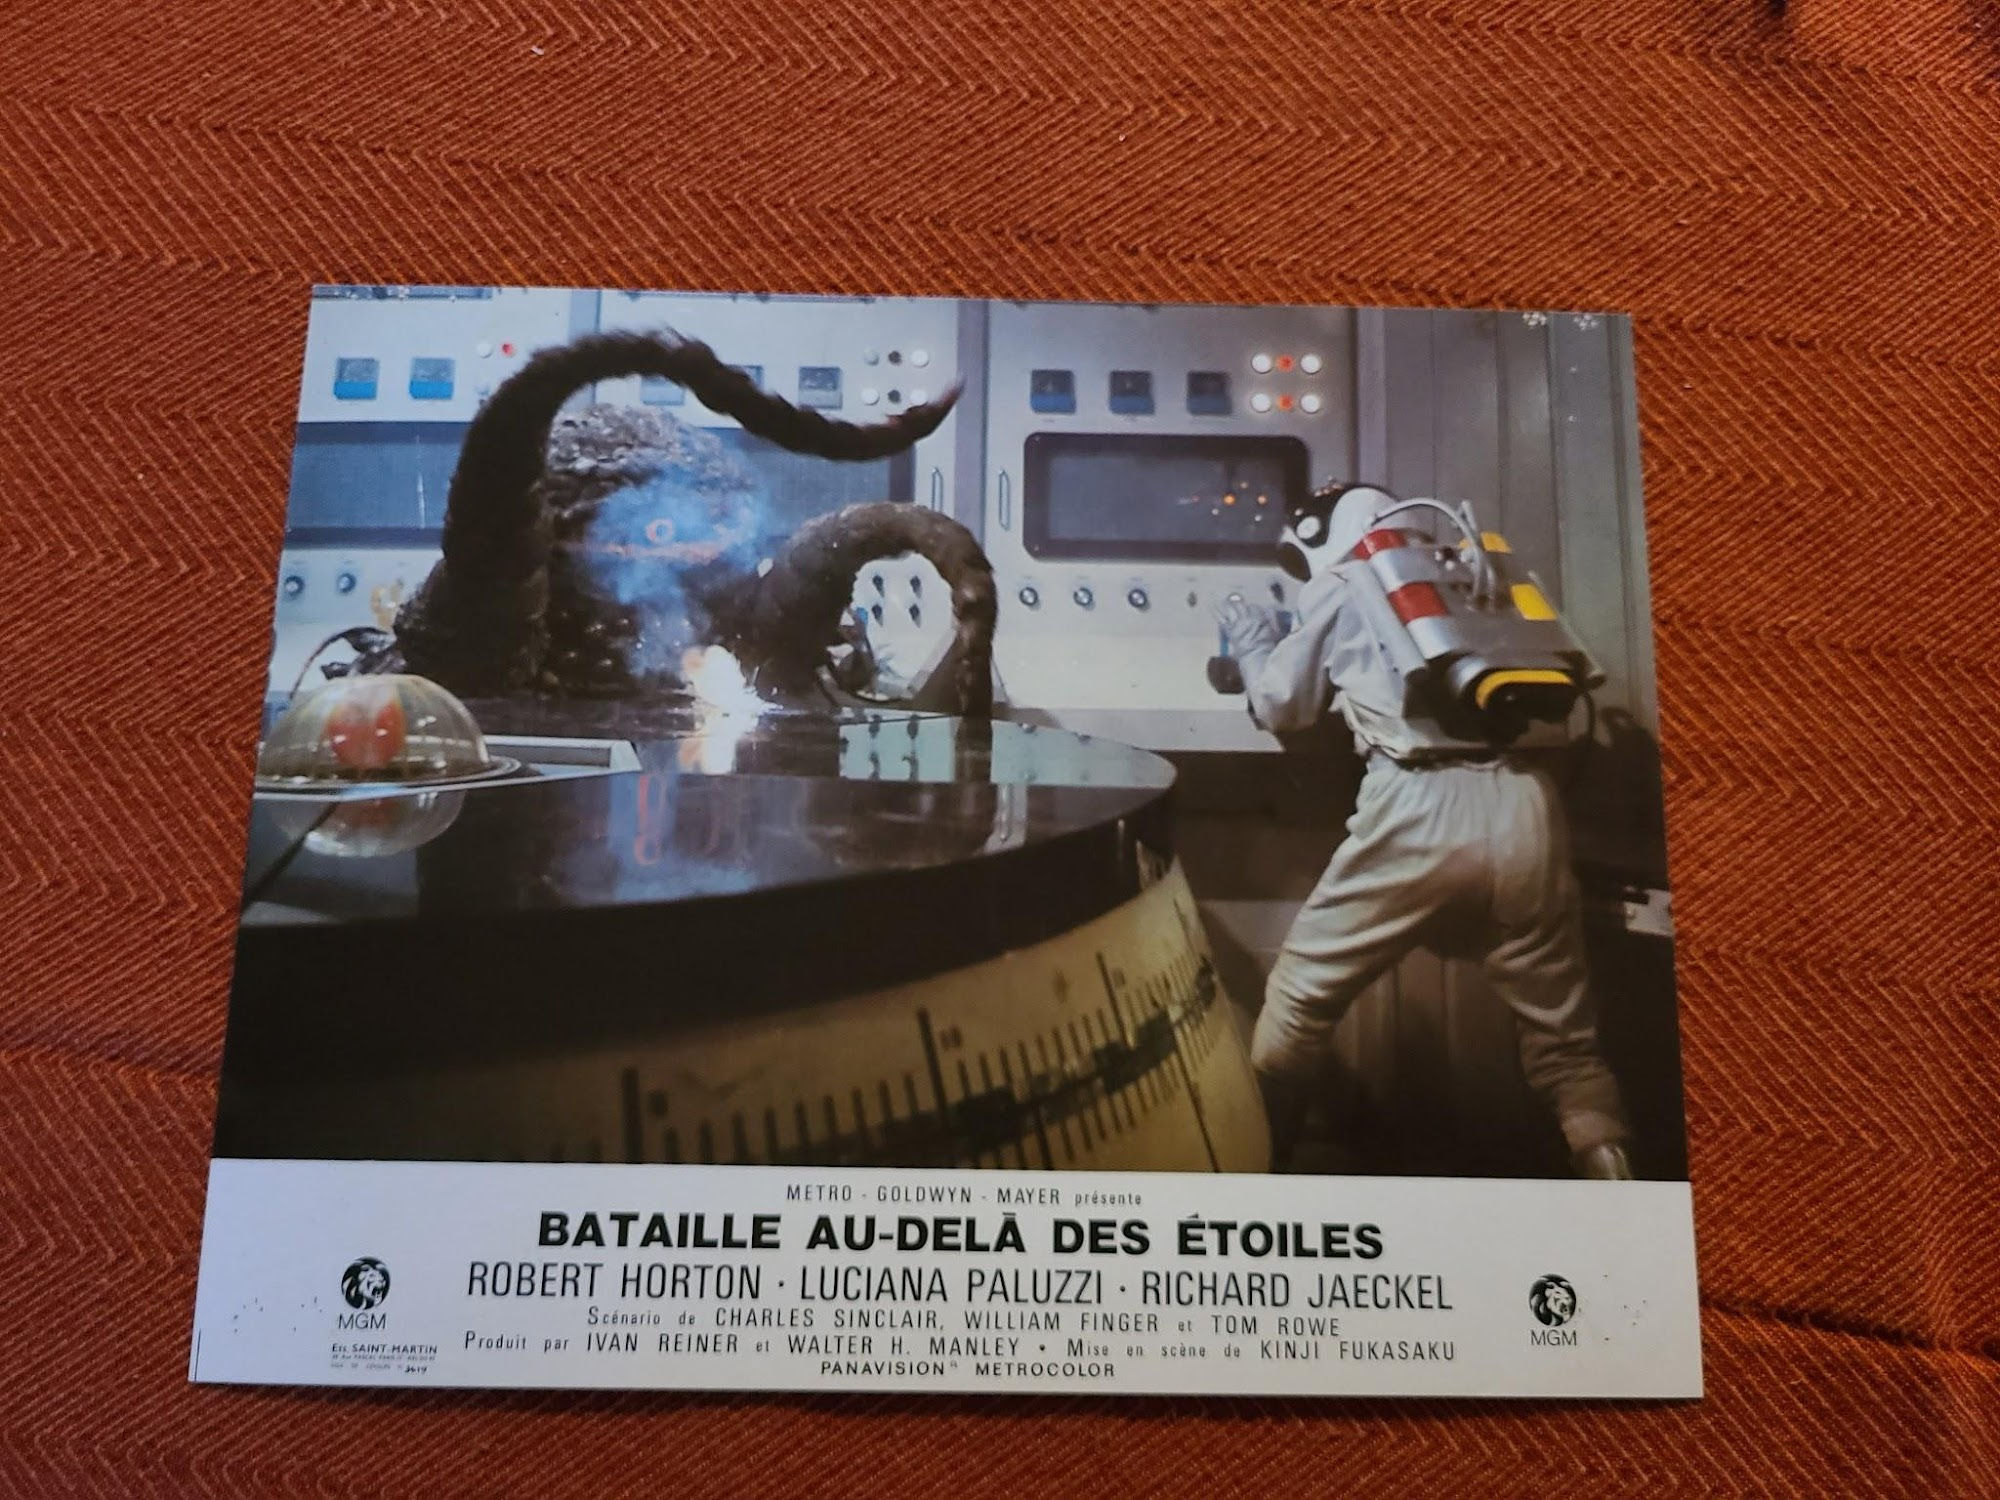 METRO - GOLDWYN - MAYER présente
BATAILLE AU-DELÀ DES ÉTOILES
ROBERT HORTON · LUCIANA PALUZZI · RICHARD JAECKEL
Scénario de CHARLES SINCLAIR, WILLIAM FINGER et TOM ROWE
Produit par IVAN REINER et WALTER H. MANLEY • Mise en scène de KINJI FUKASAKU
PANAVISION® METROCOLOR
MGM
Ets. SAINT-MARTIN
MGM